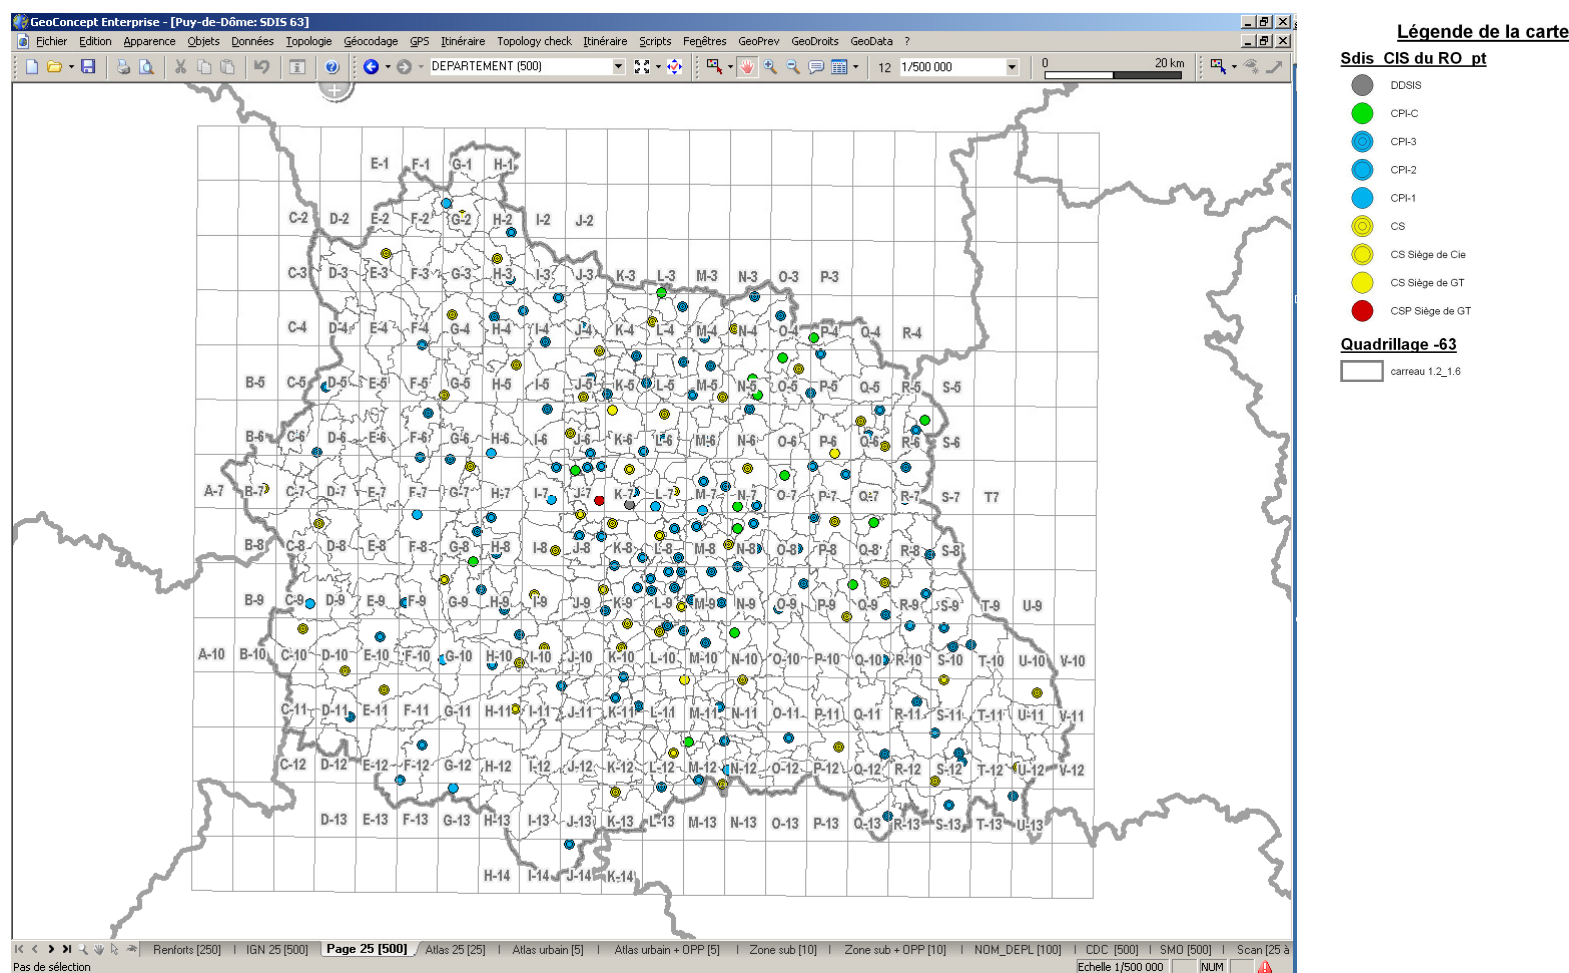 GeoConcept Enterprise - [Puy-de-Dôme: SDIS 63]
Fichier Edition Apparence Objets Données Topologie Géocodage GPS Itinéraire Topology check Itinéraire Scripts Fenêtres GeoPrev GeoDroits GeoData ?
DEPARTEMENT (500) 12 1/500 000 0 20 km
E-1 F-1 G-1 H-1
C-2 D-2 E-2 F-2 G-2 H-2 I-2 J-2
C-3 D-3 E-3 F-3 G-3 H-3 I-3 J-3 K-3 L-3 M-3 N-3 O-3 P-3
C-4 D-4 E-4 F-4 G-4 H-4 I-4 J-4 K-4 L-4 M-4 N-4 O-4 P-4 Q-4 R-4
B-5 C-5 D-5 E-5 F-5 G-5 H-5 I-5 J-5 K-5 L-5 M-5 N-5 O-5 P-5 Q-5 R-5 S-5
B-6 C-6 D-6 E-6 F-6 G-6 H-6 I-6 J-6 K-6 L-6 M-6 N-6 O-6 P-6 Q-6 R-6 S-6
A-7 B-7 C-7 D-7 E-7 F-7 G-7 H-7 I-7 J-7 K-7 L-7 M-7 N-7 O-7 P-7 Q-7 R-7 S-7 T7
B-8 C-8 D-8 E-8 F-8 G-8 H-8 I-8 J-8 K-8 L-8 M-8 N-8 O-8 P-8 Q-8 R-8 S-8
B-9 C-9 D-9 E-9 F-9 G-9 H-9 I-9 J-9 K-9 L-9 M-9 N-9 O-9 P-9 Q-9 R-9 S-9 T-9 U-9
A-10 B-10 C-10 D-10 E-10 F-10 G-10 H-10 I-10 J-10 K-10 L-10 M-10 N-10 O-10 P-10 Q-10 R-10 S-10 T-10 U-10 V-10
C-11 D-11 E-11 F-11 G-11 H-11 I-11 J-11 K-11 L-11 M-11 N-11 O-11 P-11 Q-11 R-11 S-11 T-11 U-11 V-11
C-12 D-12 E-12 F-12 G-12 H-12 I-12 J-12 K-12 L-12 M-12 N-12 O-12 P-12 Q-12 R-12 S-12 T-12 U-12 V-12
D-13 E-13 F-13 G-13 H-13 I-13 J-13 K-13 L-13 M-13 N-13 O-13 P-13 Q-13 R-13 S-13 T-13 U-13
H-14 I-14 J-14 K-14
Renforts [250] IGN 25 [500] Page 25 [500] Atlas 25 [25] Atlas urbain [5] Atlas urbain + OPP [5] Zone sub [10] Zone sub + OPP [10] NOM_DEPL [100] CDC [500] SMO [500] Scan [25 à
Pas de sélection Echelle 1/500 000 NUM
Légende de la carte
Sdis CIS du RO pt
DDSIS
CPI-C
CPI-3
CPI-2
CPI-1
CS
CS Siège de Cie
CS Siège de GT
CSP Siège de GT
Quadrillage -63
carreau 1.2_1.6